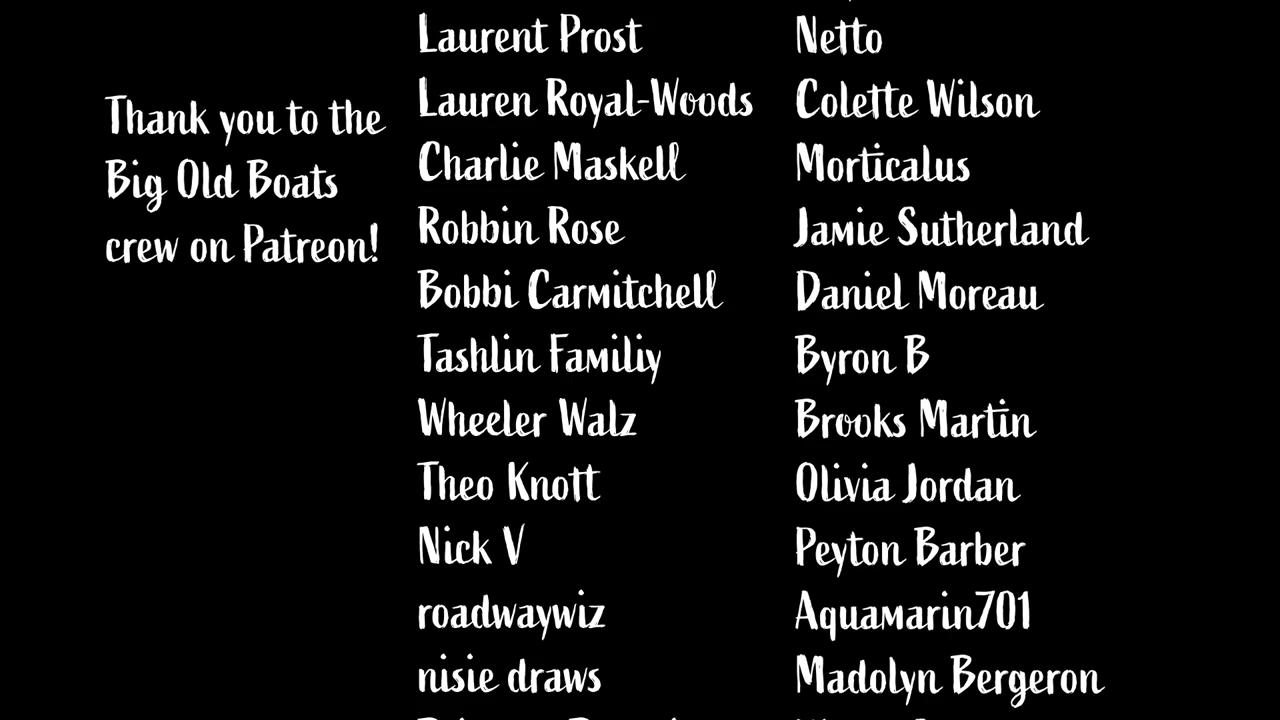 Thank you to the
Big Old Boats
crew on Patreon!
Laurent Prost
Lauren Royal-Woods
Charlie Maskell
Robbin Rose
Bobbi Carmitchell
Tashlin Familiy
Wheeler Walz
Theo Knott
Nick V
roadwaywiz
nisie draws
Netto
Colette Wilson
Morticalus
Jamie Sutherland
Daniel Moreau
Byron B
Brooks Martin
Olivia Jordan
Peyton Barber
Aquamarin701
Madolyn Bergeron